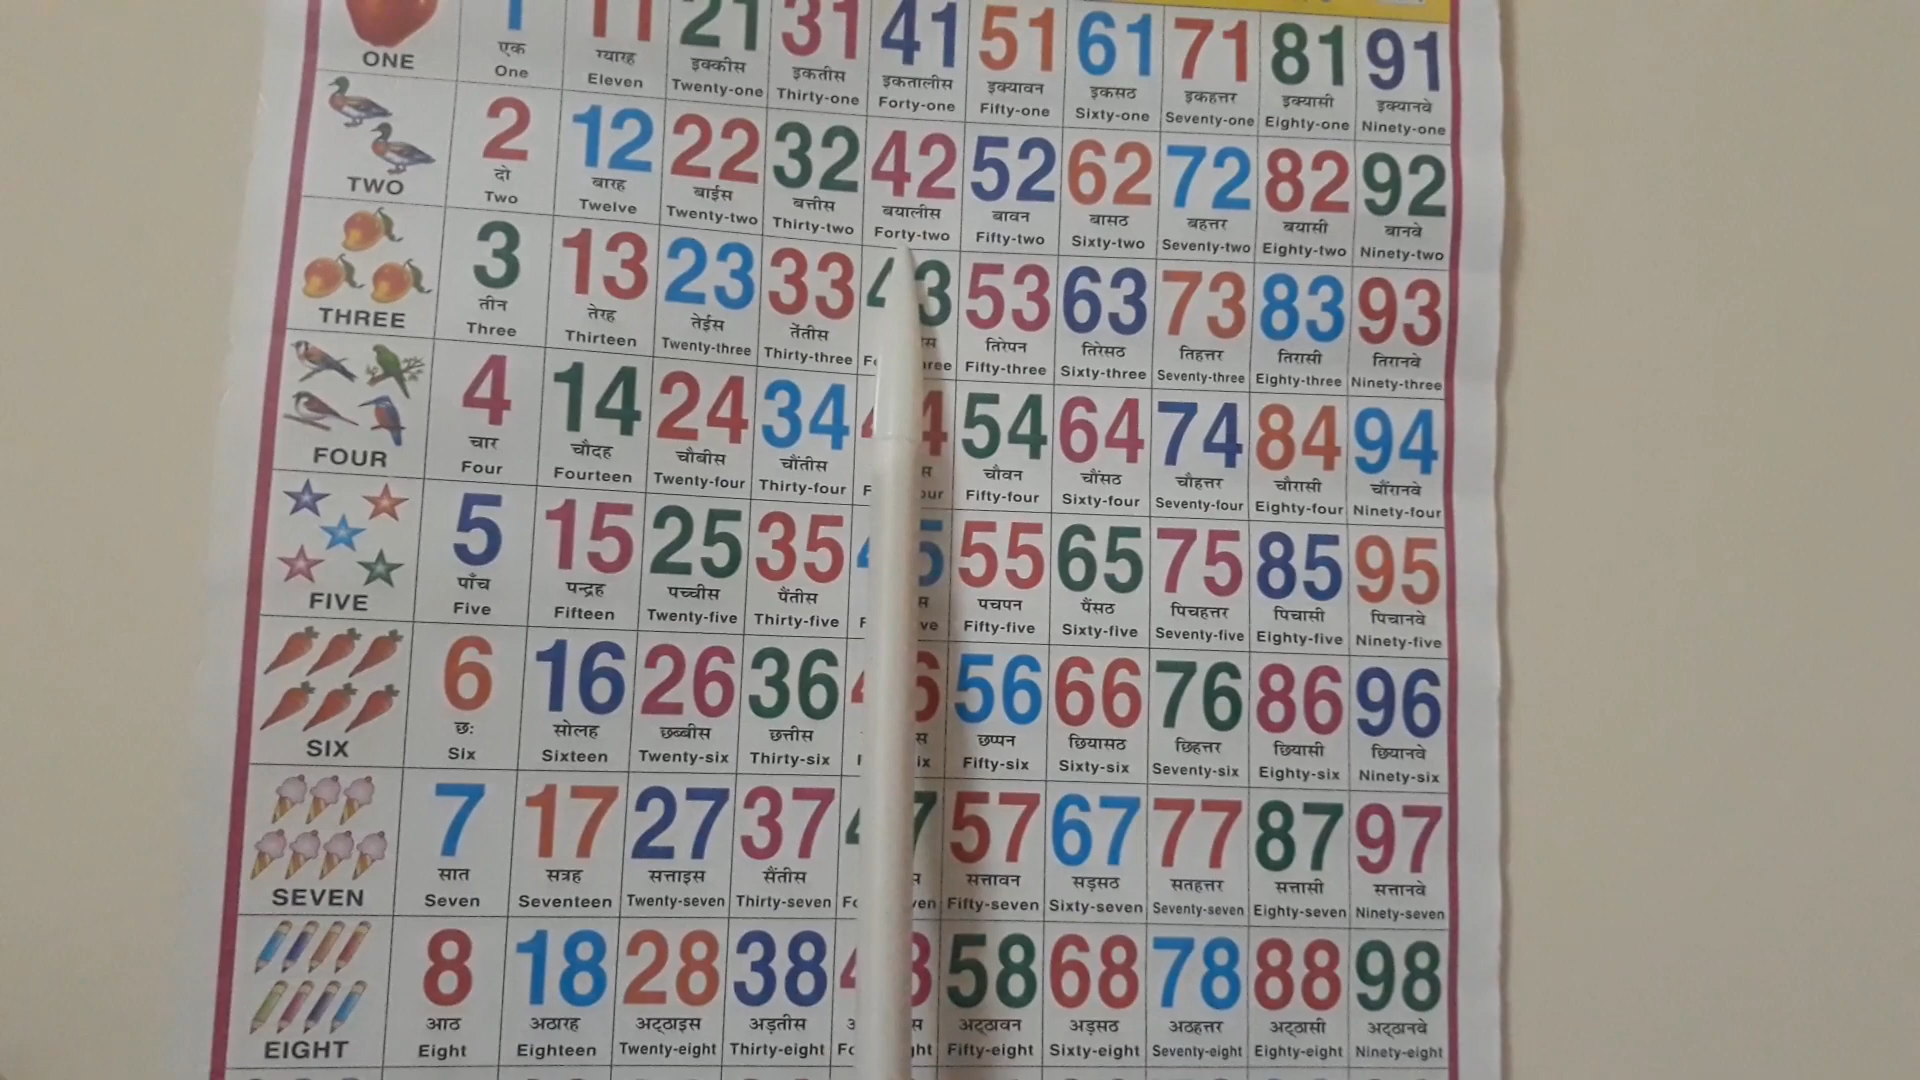 1 11 21 31 41 51 61 71 81 91
ONE एक ग्यारह इक्कीस इकतीस इकतालीस इक्यावन इकसठ इकहत्तर इक्यासी इक्यानवे
One Eleven Twenty-one Thirty-one Forty-one Fifty-one Sixty-one Seventy-one Eighty-one Ninety-one
2 12 22 32 42 52 62 72 82 92
TWO दो बारह बाईस बत्तीस बयालीस बावन बासठ बहत्तर बयासी बानवे
Two Twelve Twenty-two Thirty-two Forty-two Fifty-two Sixty-two Seventy-two Eighty-two Ninety-two
3 13 23 33 43 53 63 73 83 93
THREE तीन तेरह तेईस तेंतीस तिरेपन तिरेसठ तिहत्तर तिरासी तिरानवे
Three Thirteen Twenty-three Thirty-three Fifty-three Sixty-three Seventy-three Eighty-three Ninety-three
4 14 24 34 54 64 74 84 94
FOUR चार चौदह चौबीस चौंतीस चौवन चौंसठ चौहत्तर चौरासी चौंरानवे
Four Fourteen Twenty-four Thirty-four Fifty-four Sixty-four Seventy-four Eighty-four Ninety-four
5 15 25 35 55 65 75 85 95
FIVE पाँच पन्द्रह पच्चीस पैंतीस पचपन पैंसठ पिचहत्तर पिचासी पिचानवे
Five Fifteen Twenty-five Thirty-five Fifty-five Sixty-five Seventy-five Eighty-five Ninety-five
6 16 26 36 56 66 76 86 96
SIX छः सोलह छब्बीस छत्तीस छप्पन छियासठ छिहत्तर छियासी छियानवे
Six Sixteen Twenty-six Thirty-six Fifty-six Sixty-six Seventy-six Eighty-six Ninety-six
7 17 27 37 57 67 77 87 97
SEVEN सात सत्रह सत्ताइस सैंतीस सत्तावन सड़सठ सतहत्तर सत्तासी सत्तानवे
Seven Seventeen Twenty-seven Thirty-seven Fifty-seven Sixty-seven Seventy-seven Eighty-seven Ninety-seven
8 18 28 38 58 68 78 88 98
EIGHT आठ अठारह अट्ठाइस अड़तीस अट्ठावन अड़सठ अठहत्तर अट्ठासी अट्ठानवे
Eight Eighteen Twenty-eight Thirty-eight Fifty-eight Sixty-eight Seventy-eight Eighty-eight Ninety-eight